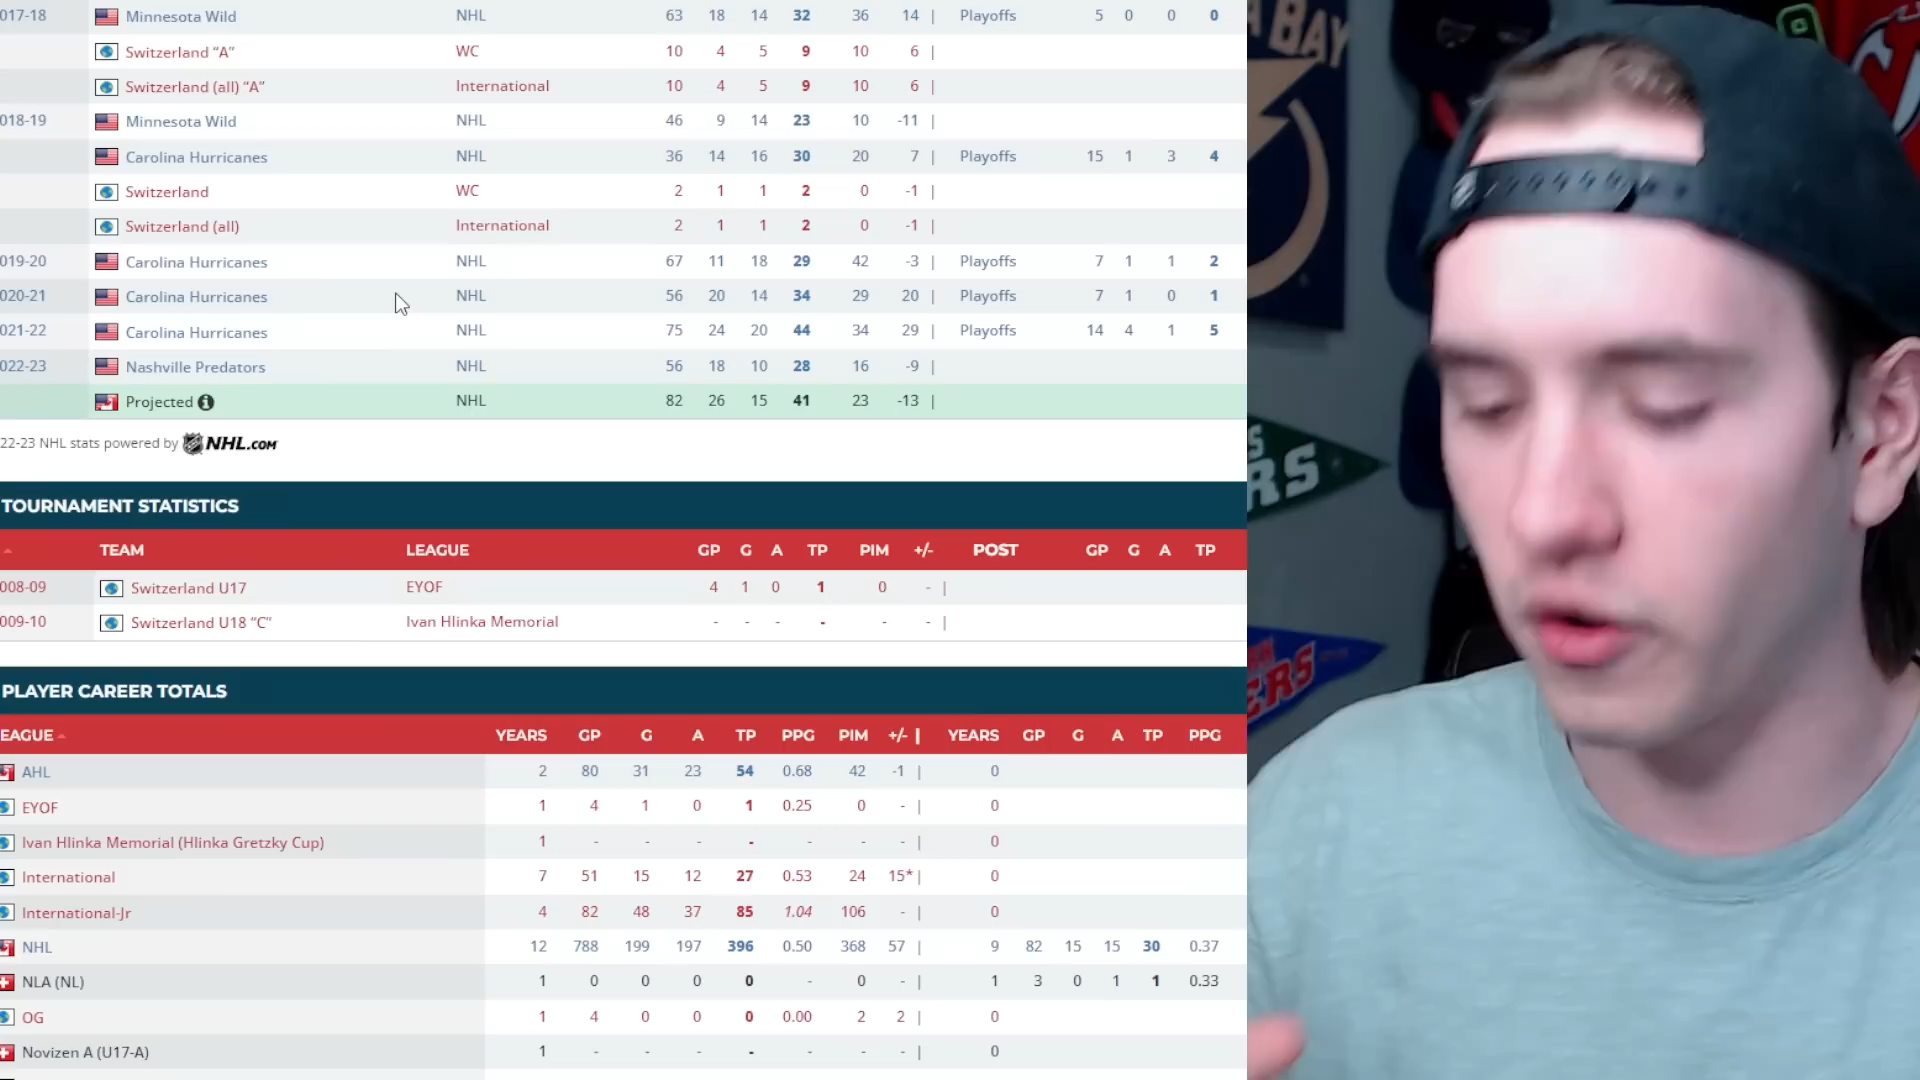 017-18 Minnesota Wild NHL 63 18 14 32 36 14 | Playoffs 5 0 0 0
Switzerland “A” WC 10 4 5 9 10 6 |
Switzerland (all) “A” International 10 4 5 9 10 6 |
018-19 Minnesota Wild NHL 46 9 14 23 10 -11 |
Carolina Hurricanes NHL 36 14 16 30 20 7 | Playoffs 15 1 3 4
Switzerland WC 2 1 1 2 0 -1 |
Switzerland (all) International 2 1 1 2 0 -1 |
019-20 Carolina Hurricanes NHL 67 11 18 29 42 -3 | Playoffs 7 1 1 2
020-21 Carolina Hurricanes NHL 56 20 14 34 29 20 | Playoffs 7 1 0 1
021-22 Carolina Hurricanes NHL 75 24 20 44 34 29 | Playoffs 14 4 1 5
022-23 Nashville Predators NHL 56 18 10 28 16 -9 |
Projected NHL 82 26 15 41 23 -13 |
22-23 NHL stats powered by NHL.COM
TOURNAMENT STATISTICS
TEAM LEAGUE GP G A TP PIM +/- POST GP G A TP
008-09 Switzerland U17 EYOF 4 1 0 1 0 - |
009-10 Switzerland U18 “C” Ivan Hlinka Memorial - - - - - - |
PLAYER CAREER TOTALS
EAGUE YEARS GP G A TP PPG PIM +/- | YEARS GP G A TP PPG
AHL 2 80 31 23 54 0.68 42 -1 | 0
EYOF 1 4 1 0 1 0.25 0 - | 0
Ivan Hlinka Memorial (Hlinka Gretzky Cup) 1 - - - - - - - | 0
International 7 51 15 12 27 0.53 24 15* | 0
International-Jr 4 82 48 37 85 1.04 106 - | 0
NHL 12 788 199 197 396 0.50 368 57 | 9 82 15 15 30 0.37
NLA (NL) 1 0 0 0 0 - 0 - | 1 3 0 1 1 0.33
OG 1 4 0 0 0 0.00 2 2 | 0
Novizen A (U17-A) 1 - - - - - - - | 0
A BAY
S
RS
ERS